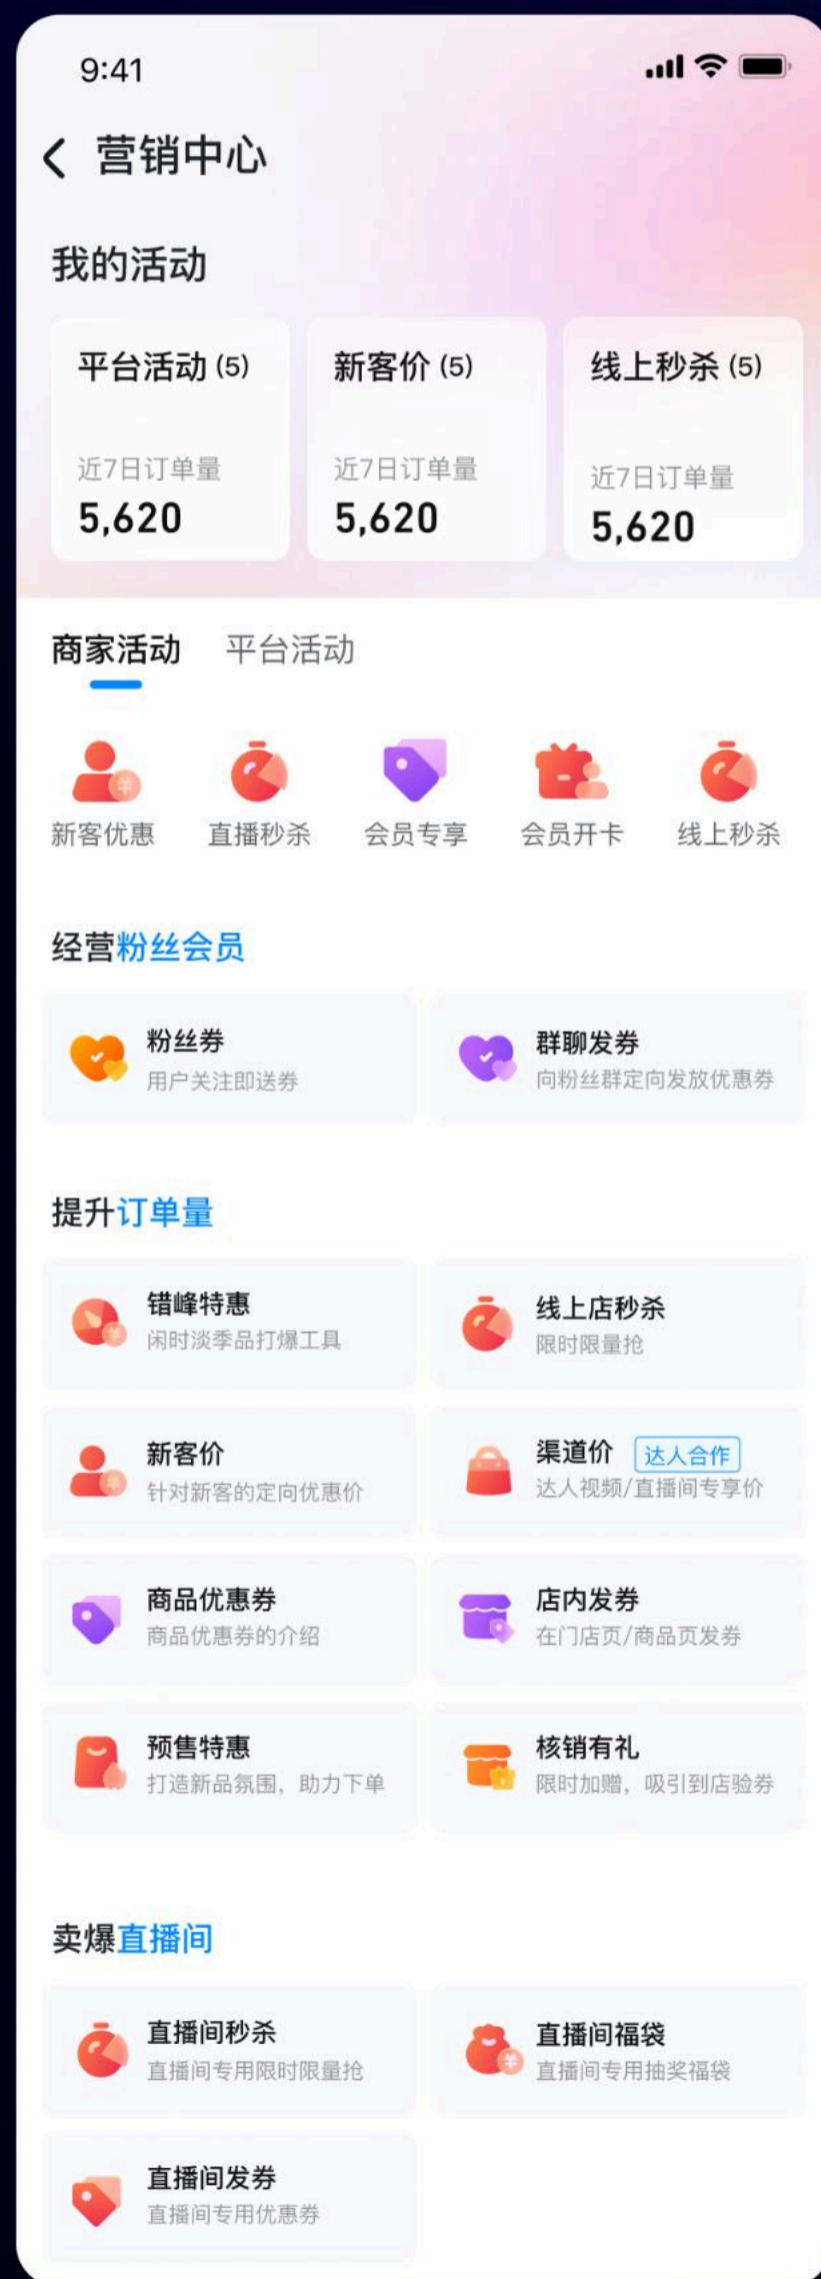 9:41
营销中心
我的活动
平台活动 (5) 新客价 (5) 线上秒杀 (5)
近7日订单量 近7日订单量 近7日订单量
5,620 5,620 5,620
商家活动 平台活动
新客优惠 直播秒杀 会员专享 会员开卡 线上秒杀
经营粉丝会员
粉丝券
用户关注即送券
群聊发券
向粉丝群定向发放优惠券
提升订单量
错峰特惠
闲时淡季品打爆工具
线上店秒杀
限时限量抢
新客价
针对新客的定向优惠价
渠道价 达人合作
达人视频/直播间专享价
商品优惠券
商品优惠券的介绍
店内发券
在门店页/商品页发券
预售特惠
打造新品氛围，助力下单
核销有礼
限时加赠，吸引到店验券
卖爆直播间
直播间秒杀
直播间专用限时限量抢
直播间福袋
直播间专用抽奖福袋
直播间发券
直播间专用优惠券